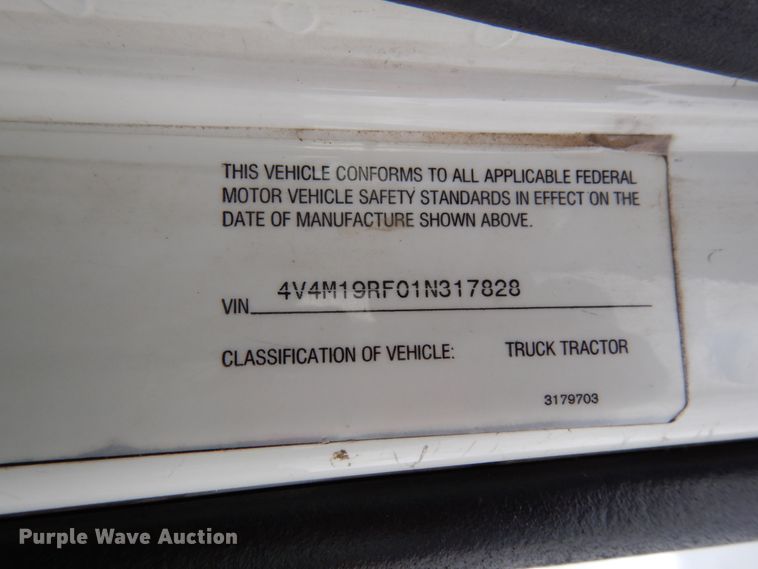 THIS VEHICLE CONFORMS TO ALL APPLICABLE FEDERAL
MOTOR VEHICLE SAFETY STANDARDS IN EFFECT ON THE
DATE OF MANUFACTURE SHOWN ABOVE.
VIN 4V4M19RF01N317828
CLASSIFICATION OF VEHICLE: TRUCK TRACTOR
3179703
Purple Wave Auction